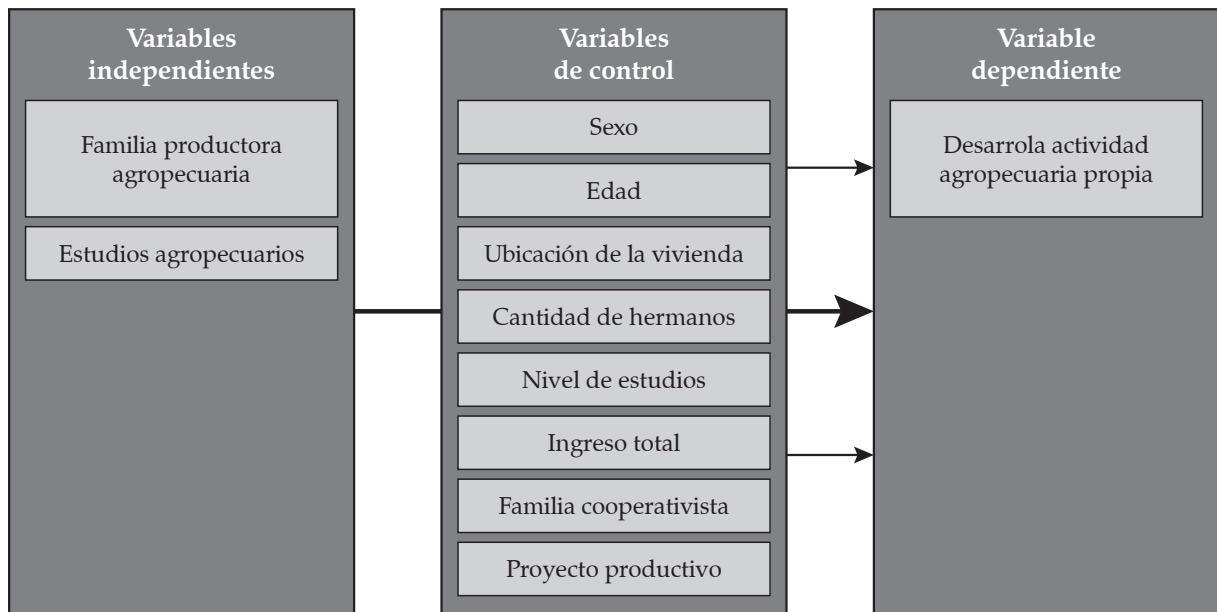 Variables
independientes
Familia productora
agropecuaria
Estudios agropecuarios
Variables
de control
Sexo
Edad
Ubicación de la vivienda
Cantidad de hermanos
Nivel de estudios
Ingreso total
Familia cooperativista
Proyecto productivo
Variable
dependiente
Desarrola actividad
agropecuaria propia